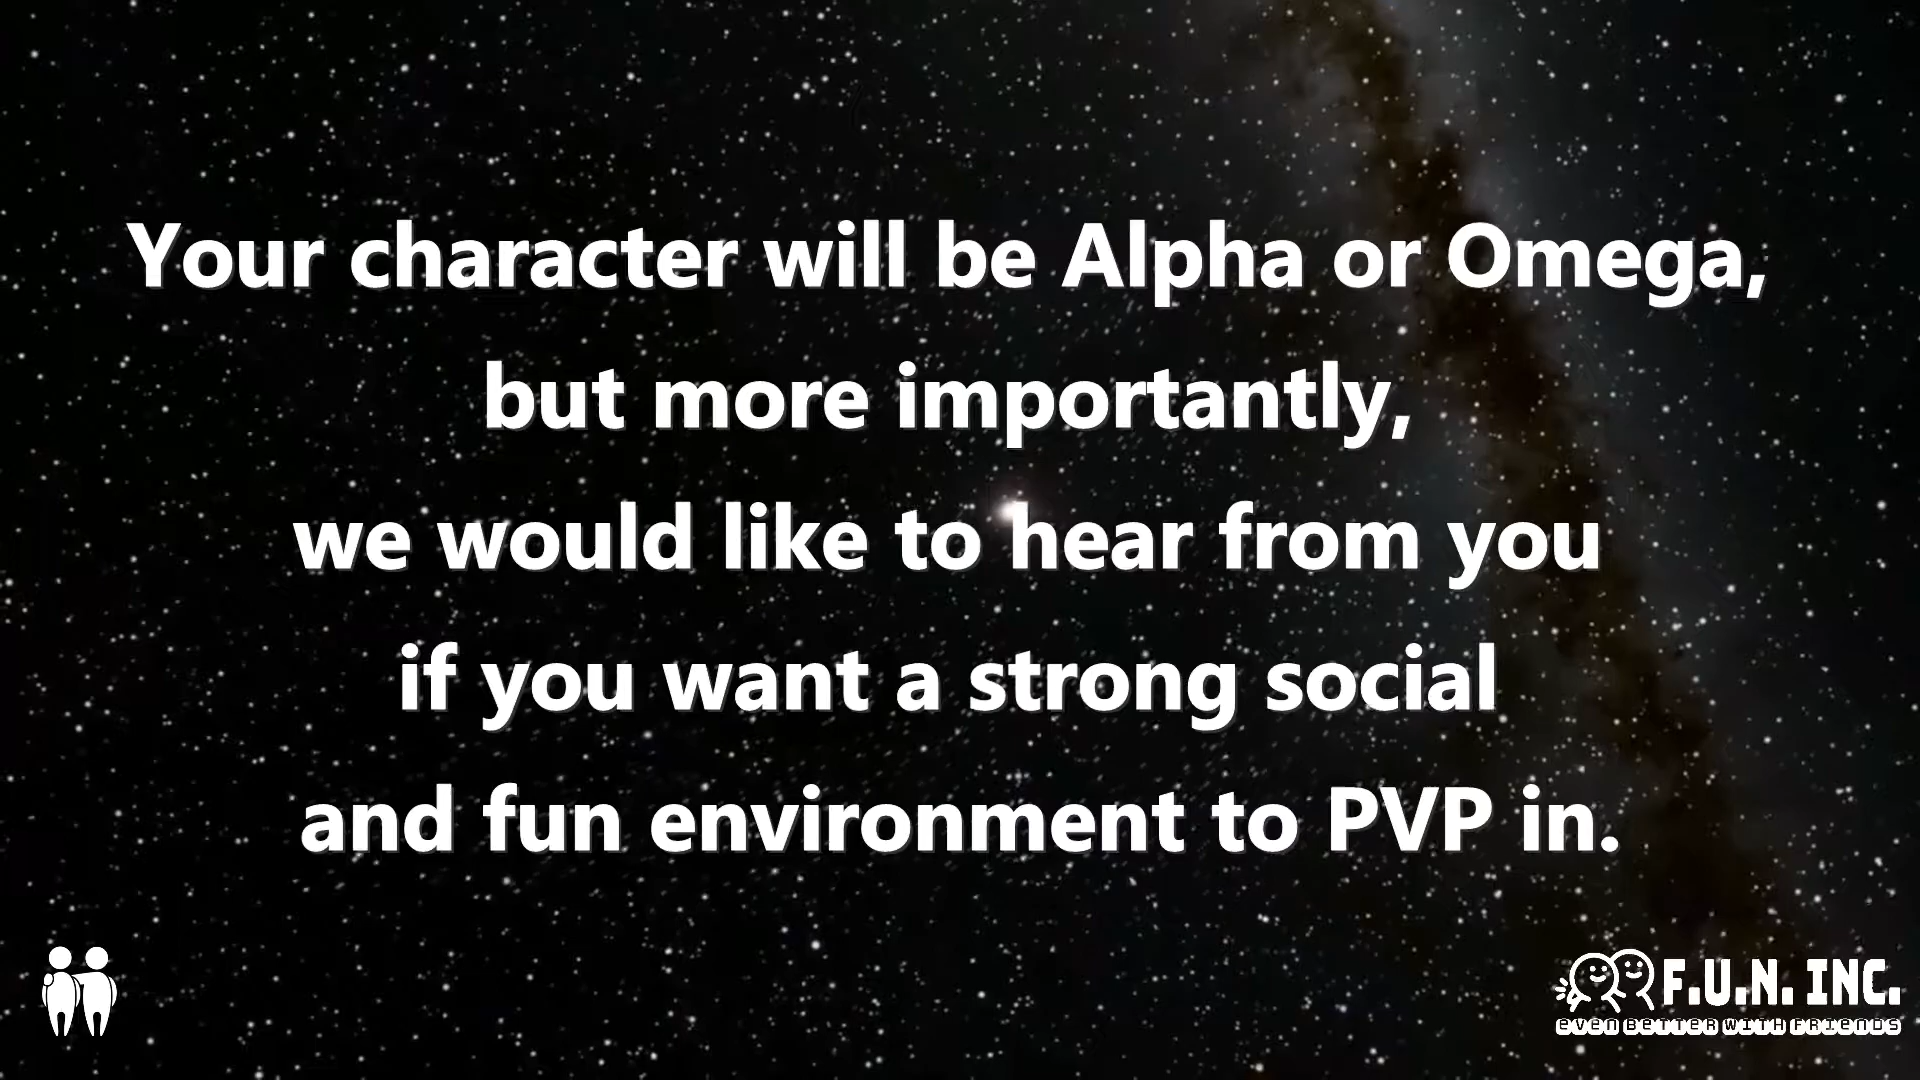 Your character will be Alpha or Omega,
but more importantly,
we would like to hear from you
if you want a strong social
and fun environment to PVP in.
F.U.N. INC.
EVEN BETTER WITH FRIENDS